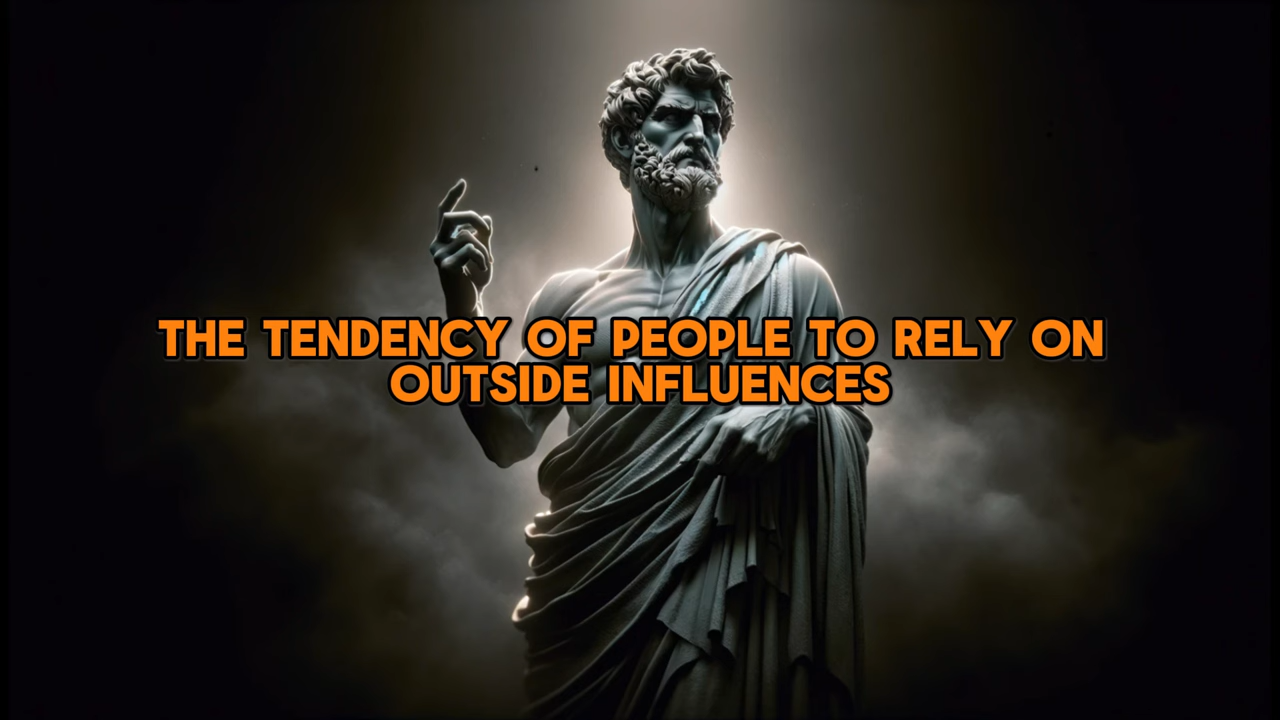 THE TENDENCY OF PEOPLE TO RELY ON
OUTSIDE INFLUENCES